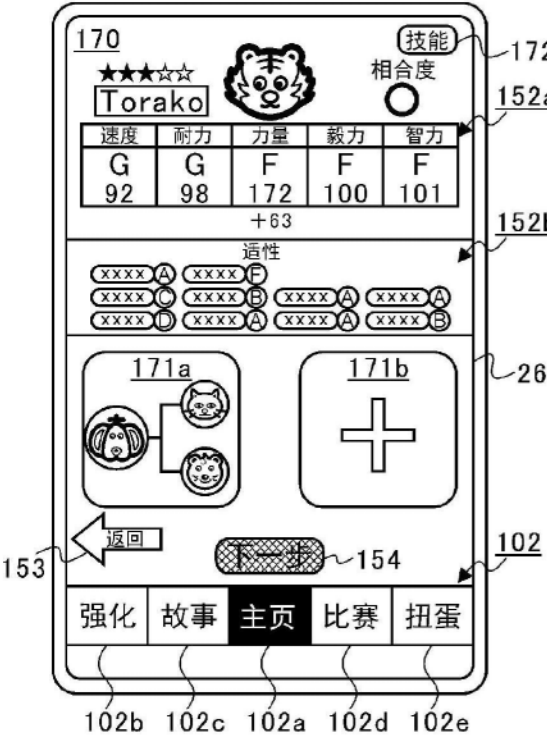 170
技能
172
★★★☆☆
相合度
Torako
152a
速度 耐力 力量 毅力 智力
G G F F F
92 98 172 100 101
+63
152b
适性
xxxx A xxxx F
xxxx C xxxx B xxxx A xxxx A
xxxx D xxxx A xxxx A xxxx B
171a 171b
26
返回
153
下一步
154
102
强化 故事 主页 比赛 扭蛋
102b 102c 102a 102d 102e